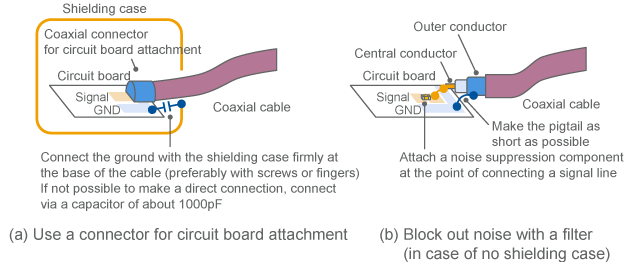 Shielding case
Coaxial connector
for circuit board attachment
Circuit board
Signal
GND
Coaxial cable
Connect the ground with the shielding case firmly at
the base of the cable (preferably with screws or fingers)
If not possible to make a direct connection, connect
via a capacitor of about 1000pF
(a) Use a connector for circuit board attachment
Outer conductor
Central conductor
Circuit board
Signal
GND
Coaxial cable
Make the pigtail as
short as possible
Attach a noise suppression component
at the point of connecting a signal line
(b) Block out noise with a filter
(in case of no shielding case)